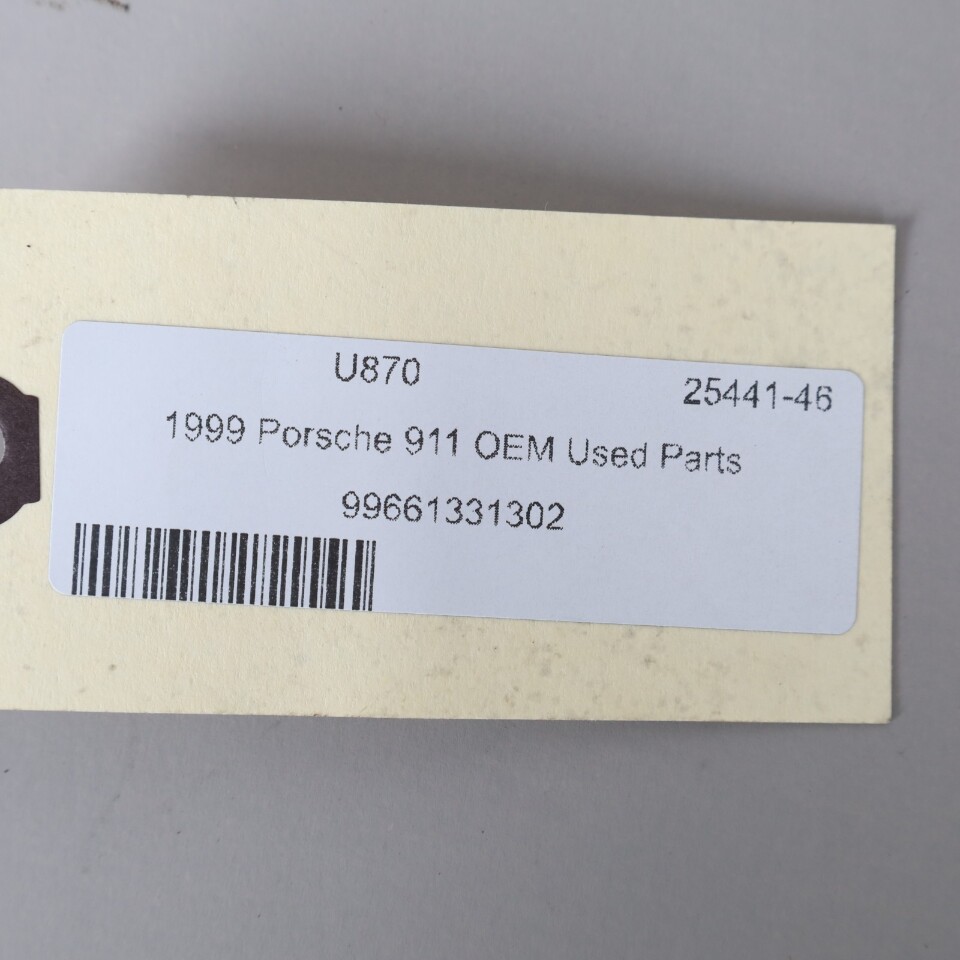 U870
25441-46
1999 Porsche 911 OEM Used Parts
99661331302